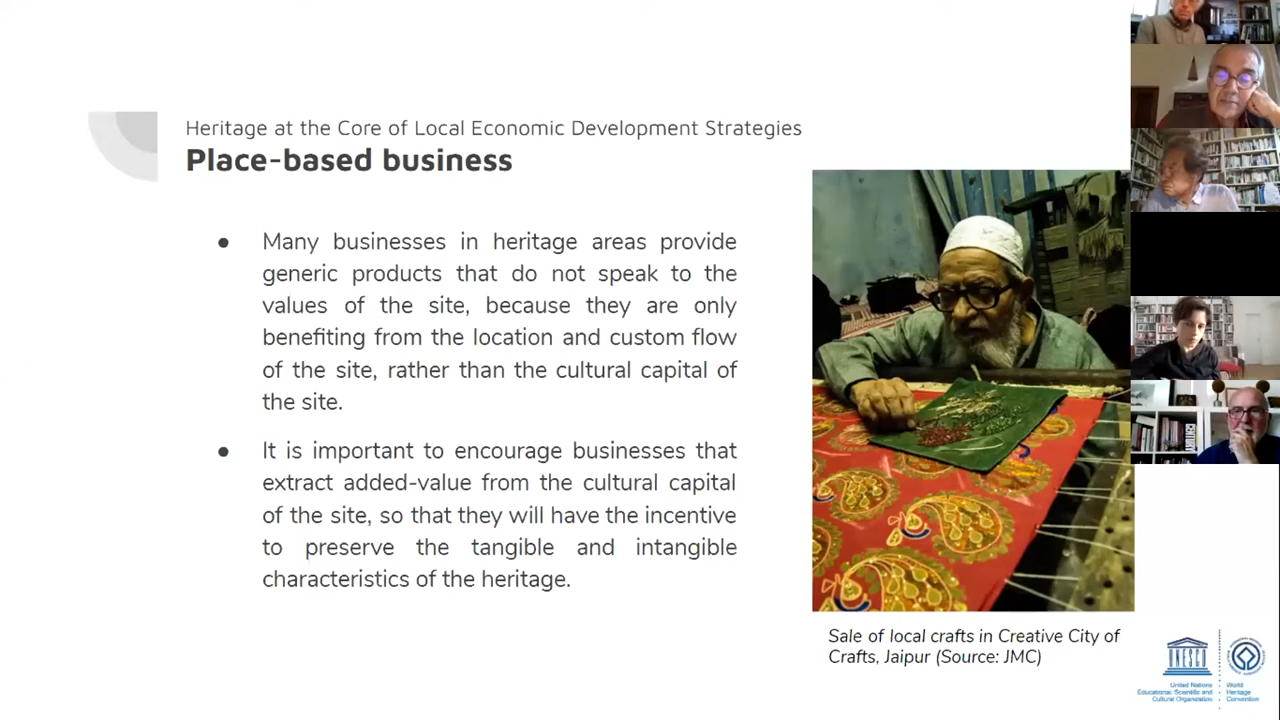 Heritage at the Core of Local Economic Development Strategies
Place-based business
● Many businesses in heritage areas provide
generic products that do not speak to the
values of the site, because they are only
benefiting from the location and custom flow
of the site, rather than the cultural capital of
the site.
● It is important to encourage businesses that
extract added-value from the cultural capital
of the site, so that they will have the incentive
to preserve the tangible and intangible
characteristics of the heritage.
Sale of local crafts in Creative City of
Crafts, Jaipur (Source: JMC)
UNESCO
United Nations
Educational, Scientific and
Cultural Organization
World
Heritage
Convention